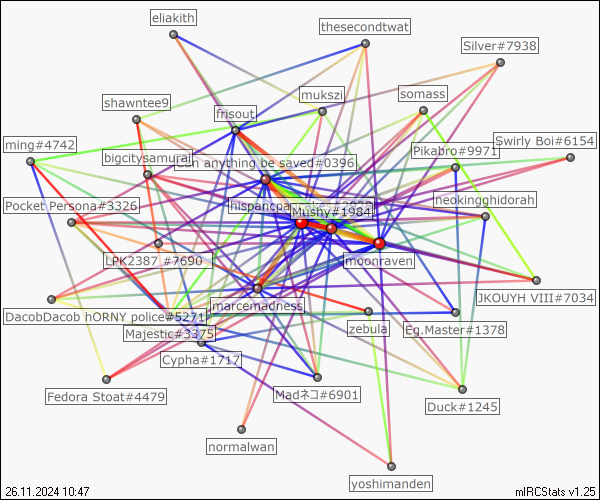 eliakith
thesecondtwat
Silver#7938
mukszi
somass
shawntee9
frisout
ming#4742
Swirly Boi#6154
Pikabro#9971
bigcitysamurai
can anything be saved#0396
neokingghidorah
Pocket Persona#3326
Mushy#1984
LPK2387 #7690
moonraven
JKOUYH VIII#7034
marcemadness
DacobDacob hORNY police#5271
zebula
Eg.Master#1378
Majestic#3375
Cypha#1717
Fedora Stoat#4479
Madネコ#6901
Duck#1245
normalwan
yoshimanden
26.11.2024 10:47
mIRCStats v1.25